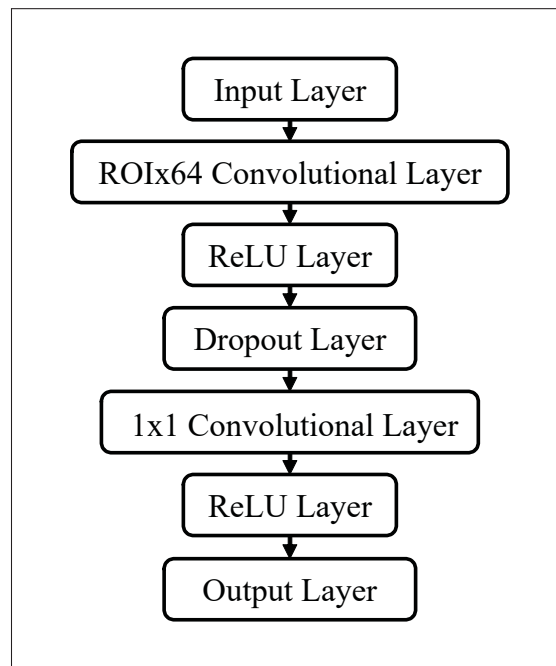 Input Layer
ROIx64 Convolutional Layer
ReLU Layer
Dropout Layer
1x1 Convolutional Layer
ReLU Layer
Output Layer